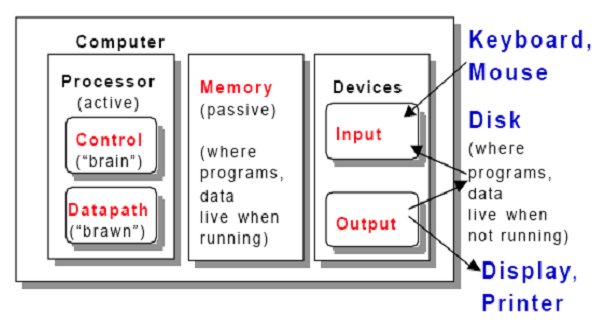 Computer
Processor
(active)
Control
("brain")
Datapath
("brawn")
Memory
(passive)
(where
programs,
data
live when
running)
Devices
Input
Output
Keyboard,
Mouse
Disk
(where
programs,
data
live when
not running)
Display,
Printer